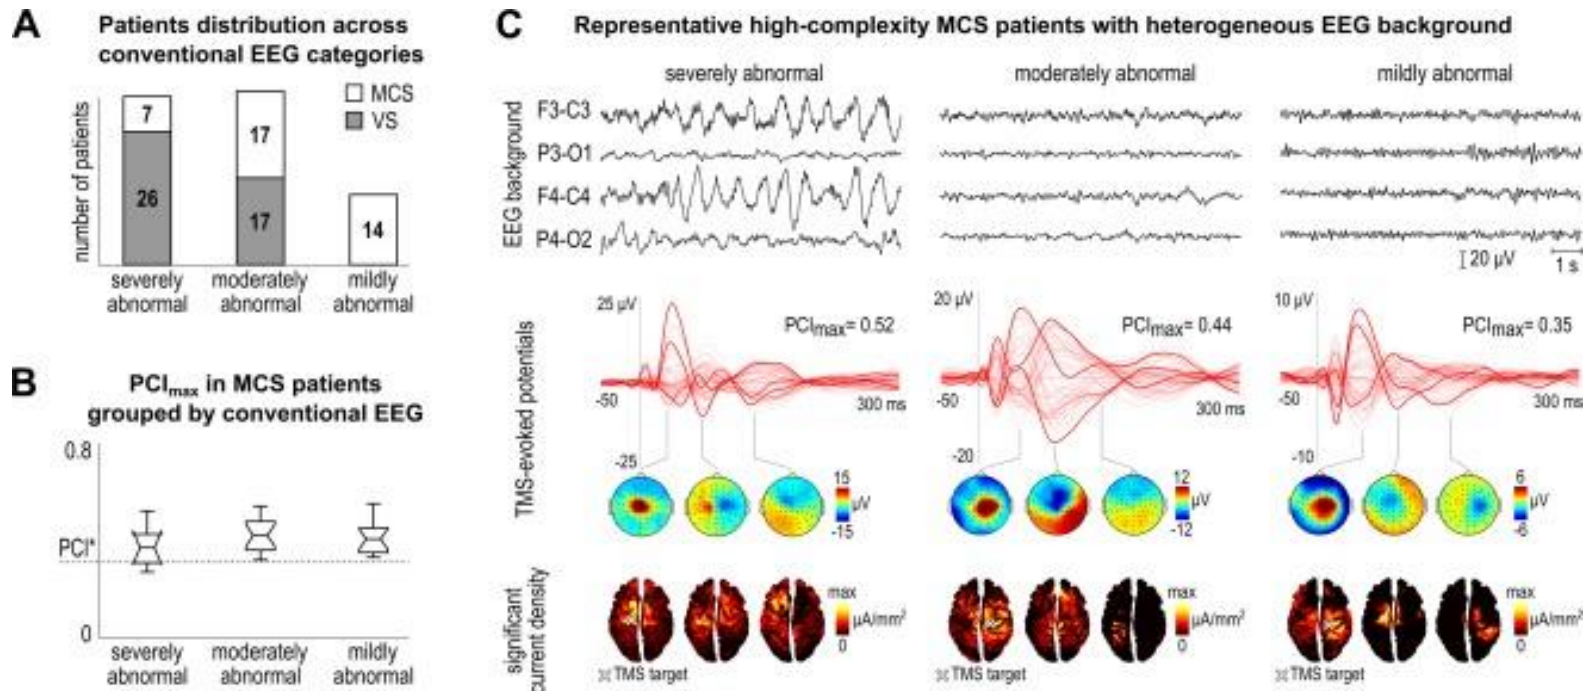 A
Patients distribution across
conventional EEG categories
number of patients
MCS
VS
7
26
17
17
14
severely
abnormal
moderately
abnormal
mildly
abnormal
B
PCImax in MCS patients
grouped by conventional EEG
0.8
PCI*
0
severely
abnormal
moderately
abnormal
mildly
abnormal
C
Representative high-complexity MCS patients with heterogeneous EEG background
severely abnormal
moderately abnormal
mildly abnormal
EEG background
F3-C3
P3-O1
F4-C4
P4-O2
20 µV
1 s
TMS-evoked potentials
25 µV
PCImax= 0.52
-50
300 ms
-25
15
µV
-15
20 µV
PCImax= 0.44
-50
300 ms
-20
12
µV
-12
10 µV
PCImax= 0.35
-50
300 ms
-10
6
µV
-6
significant
current density
max
µA/mm²
0
TMS target
max
µA/mm²
0
TMS target
max
µA/mm²
0
TMS target